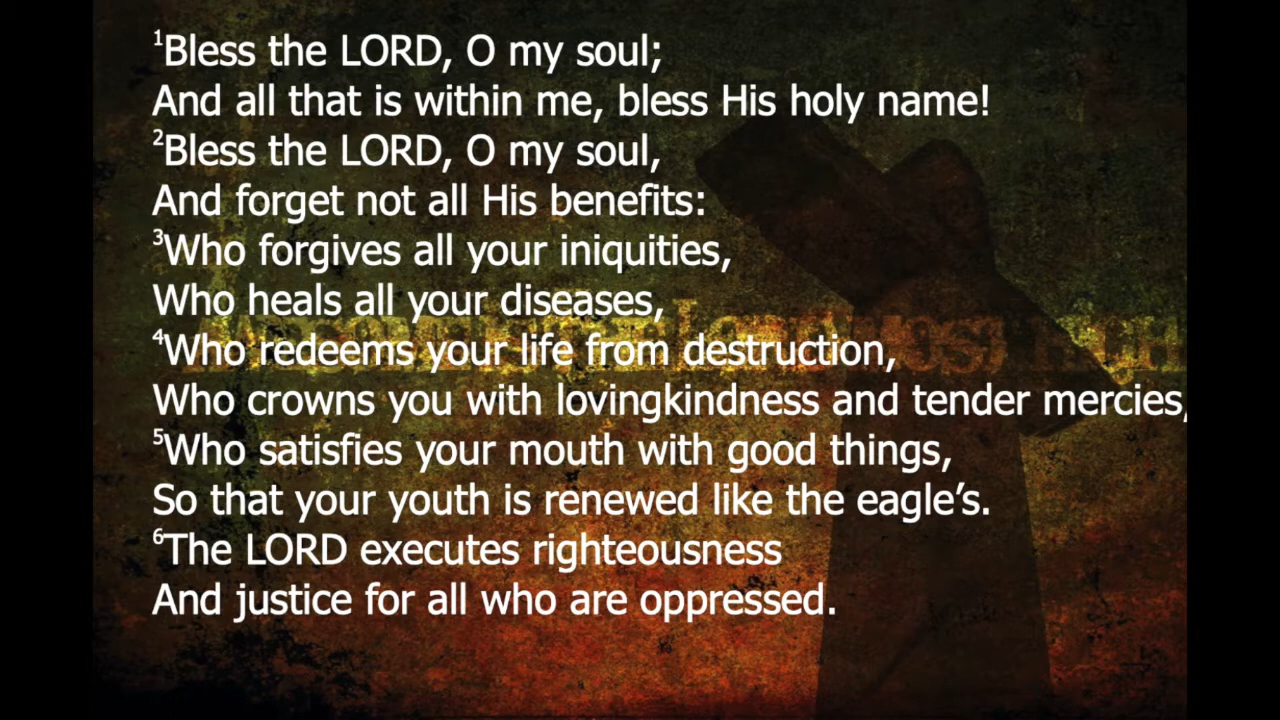 ¹Bless the LORD, O my soul;
And all that is within me, bless His holy name!
²Bless the LORD, O my soul,
And forget not all His benefits:
³Who forgives all your iniquities,
Who heals all your diseases,
⁴Who redeems your life from destruction,
Who crowns you with lovingkindness and tender mercies,
⁵Who satisfies your mouth with good things,
So that your youth is renewed like the eagle’s.
⁶The LORD executes righteousness
And justice for all who are oppressed.